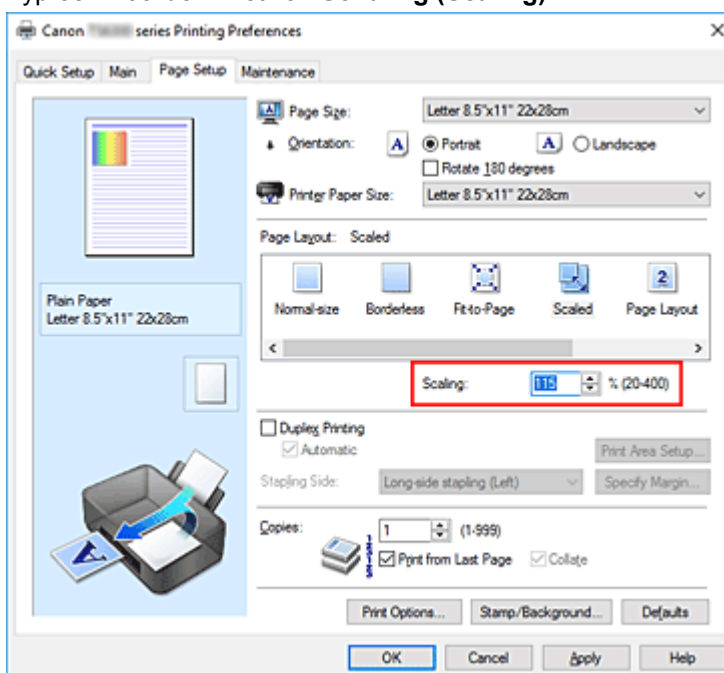 Canon series Printing Preferences
Quick Setup Main Page Setup Maintenance
Page Size: Letter 8.5"x11" 22x28cm
Orientation: A Portrait A Landscape
Rotate 180 degrees
Printer Paper Size: Letter 8.5"x11" 22x28cm
Page Layout: Scaled
Normal-size Borderless Fit-to-Page Scaled 2 Page Layout
Plain Paper
Letter 8.5"x11" 22x28cm
Scaling: 115 % (20-400)
Duplex Printing
Automatic Print Area Setup...
Stapling Side: Long-side stapling (Left) Specify Margin...
Copies: 1 (1-999)
Print from Last Page Collate
Print Options... Stamp/Background... Defaults
OK Cancel Apply Help